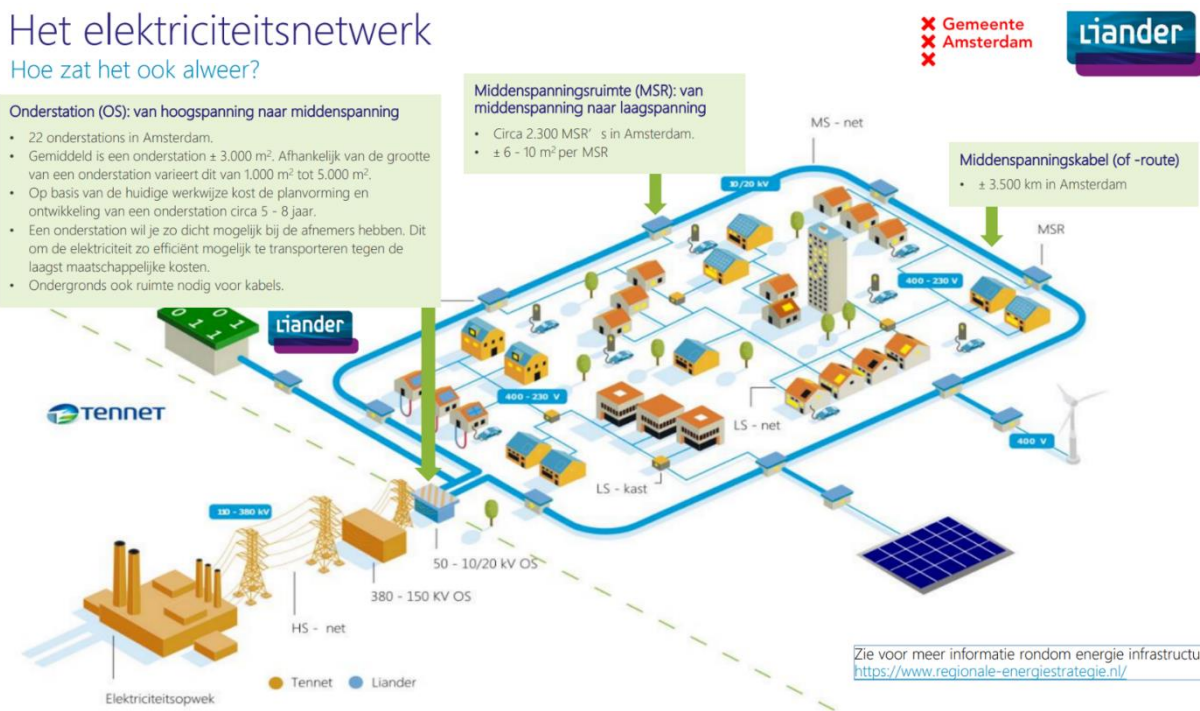 Het elektriciteitsnetwerk
Hoe zat het ook alweer?
Gemeente
Amsterdam
Liander
Onderstation (OS): van hoogspanning naar middenspanning
• 22 onderstations in Amsterdam.
• Gemiddeld is een onderstation ± 3.000 m². Afhankelijk van de grootte
van een onderstation varieert dit van 1.000 m² tot 5.000 m².
• Op basis van de huidige werkwijze kost de planvorming en
ontwikkeling van een onderstation circa 5 - 8 jaar.
• Een onderstation wil je zo dicht mogelijk bij de afnemers hebben. Dit
om de elektriciteit zo efficiënt mogelijk te transporteren tegen de
laagst maatschappelijke kosten.
• Ondergronds ook ruimte nodig voor kabels.
Middenspanningsruimte (MSR): van
middenspanning naar laagspanning
• Circa 2.300 MSR' s in Amsterdam.
• ± 6 - 10 m² per MSR
MS - net
Middenspanningskabel (of -route)
• ± 3.500 km in Amsterdam
10/20 kV
MSR
400 - 230 V
01 01
011
Liander
TENNET
400 - 230 V
LS - net
400 V
LS - kast
110 - 380 kV
50 - 10/20 kV OS
380 - 150 KV OS
HS - net
Elektriciteitsopwek
Tennet
Liander
Zie voor meer informatie rondom energie infrastructu
https://www.regionale-energiestrategie.nl/